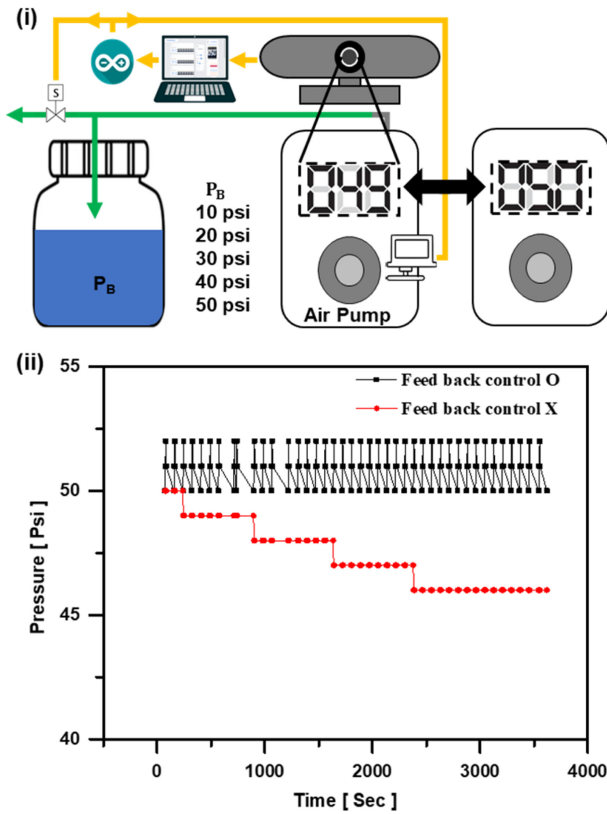 (i)
S
049
050
P_B
10 psi
20 psi
30 psi
40 psi
50 psi
P_B
Air Pump
(ii)
55
50
45
40
Pressure [ Psi ]
Feed back control O
Feed back control X
0
1000
2000
3000
4000
Time [ Sec ]